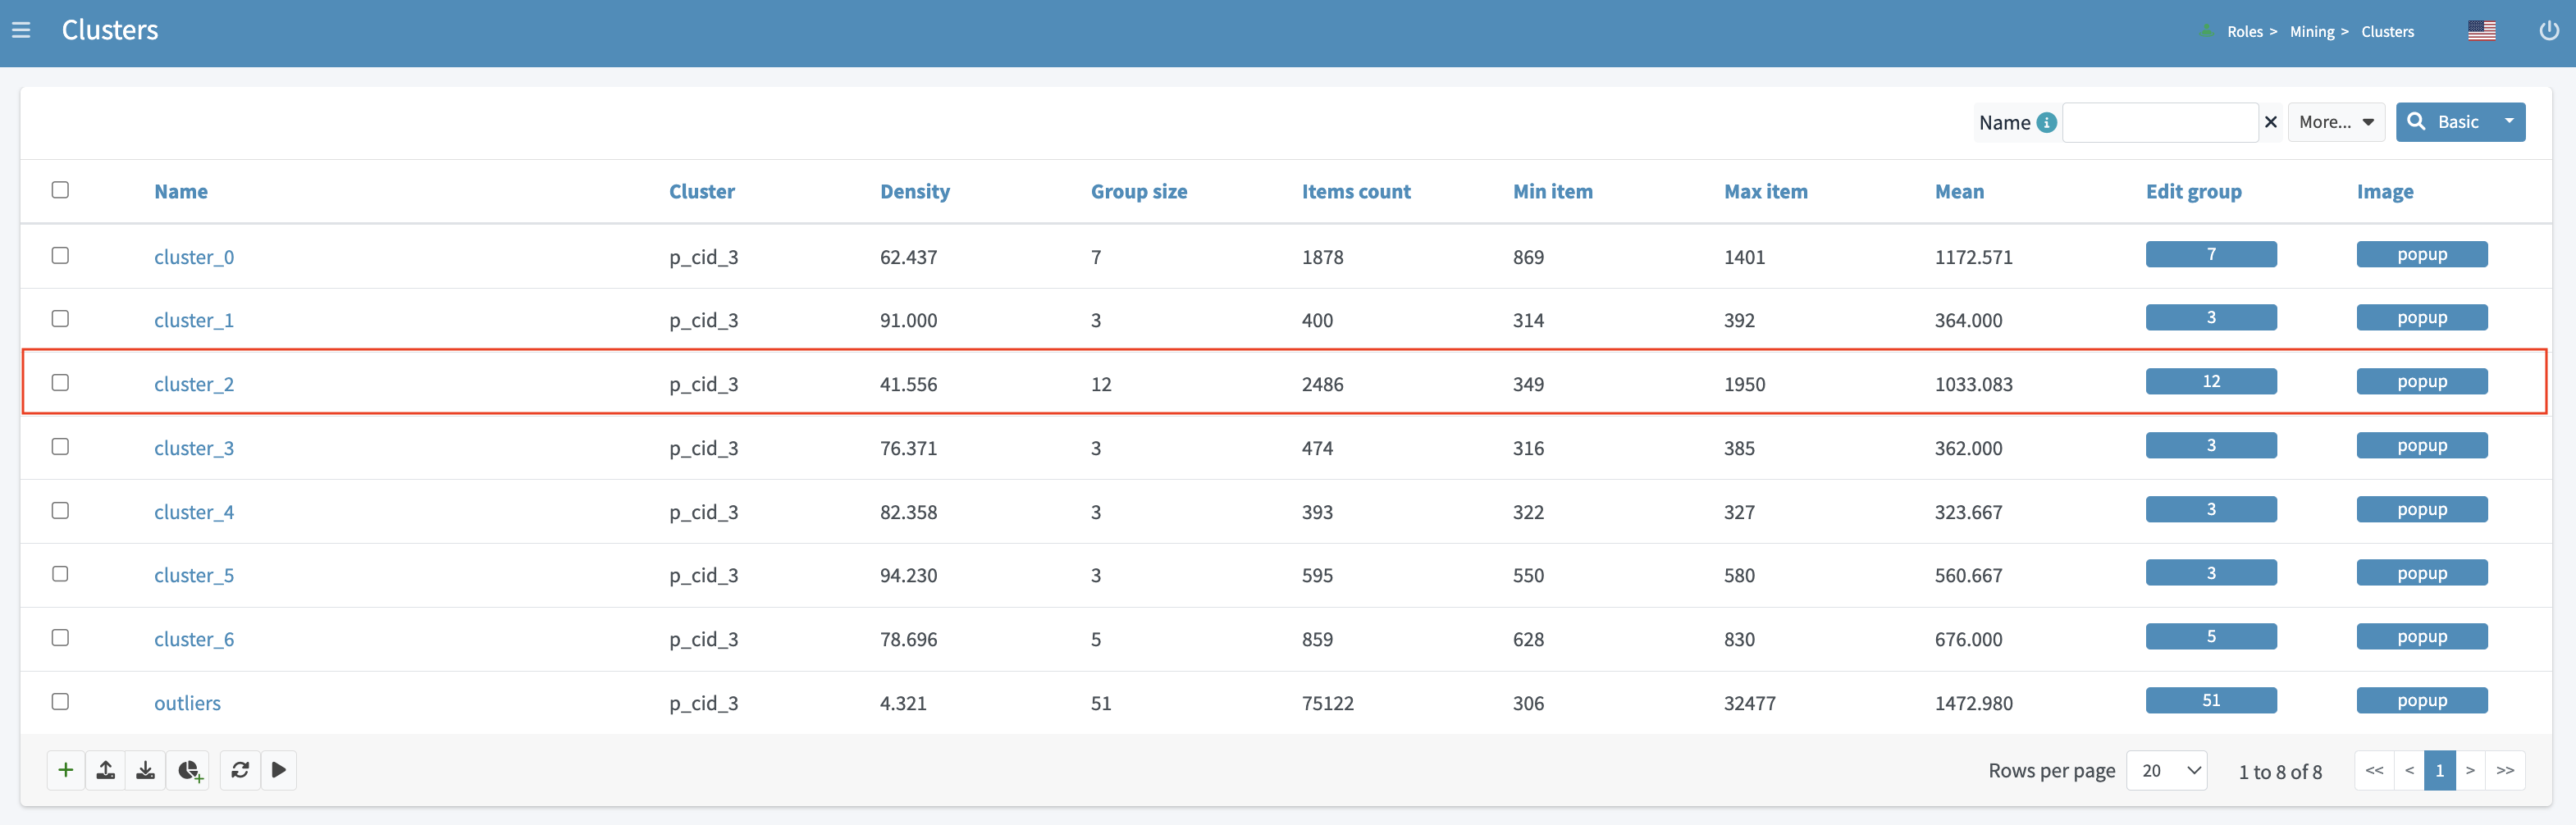 Clusters Roles > Mining > Clusters
Name More... Basic
Name Cluster Density Group size Items count Min item Max item Mean Edit group Image
cluster_0 p_cid_3 62.437 7 1878 869 1401 1172.571 7 popup
cluster_1 p_cid_3 91.000 3 400 314 392 364.000 3 popup
cluster_2 p_cid_3 41.556 12 2486 349 1950 1033.083 12 popup
cluster_3 p_cid_3 76.371 3 474 316 385 362.000 3 popup
cluster_4 p_cid_3 82.358 3 393 322 327 323.667 3 popup
cluster_5 p_cid_3 94.230 3 595 550 580 560.667 3 popup
cluster_6 p_cid_3 78.696 5 859 628 830 676.000 5 popup
outliers p_cid_3 4.321 51 75122 306 32477 1472.980 51 popup
Rows per page 20 1 to 8 of 8 << < 1 > >>